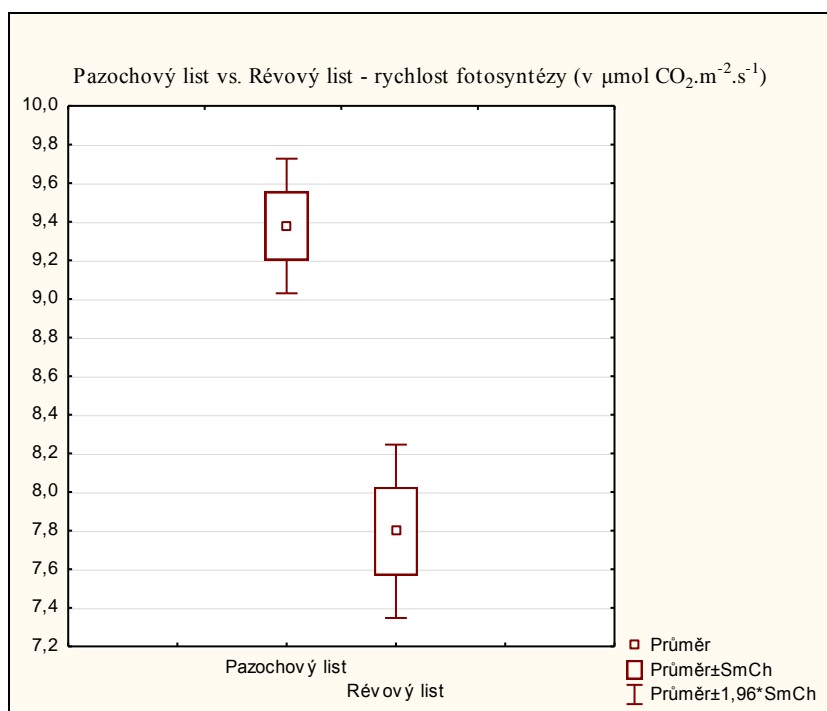 Pazochový list vs. Révový list - rychlost fotosyntézy (v μmol CO₂.m⁻².s⁻¹)
10,0
9,8
9,6
9,4
9,2
9,0
8,8
8,6
8,4
8,2
8,0
7,8
7,6
7,4
7,2
Pazochový list
Révový list
Průměr
Průměr±SmCh
Průměr±1,96*SmCh